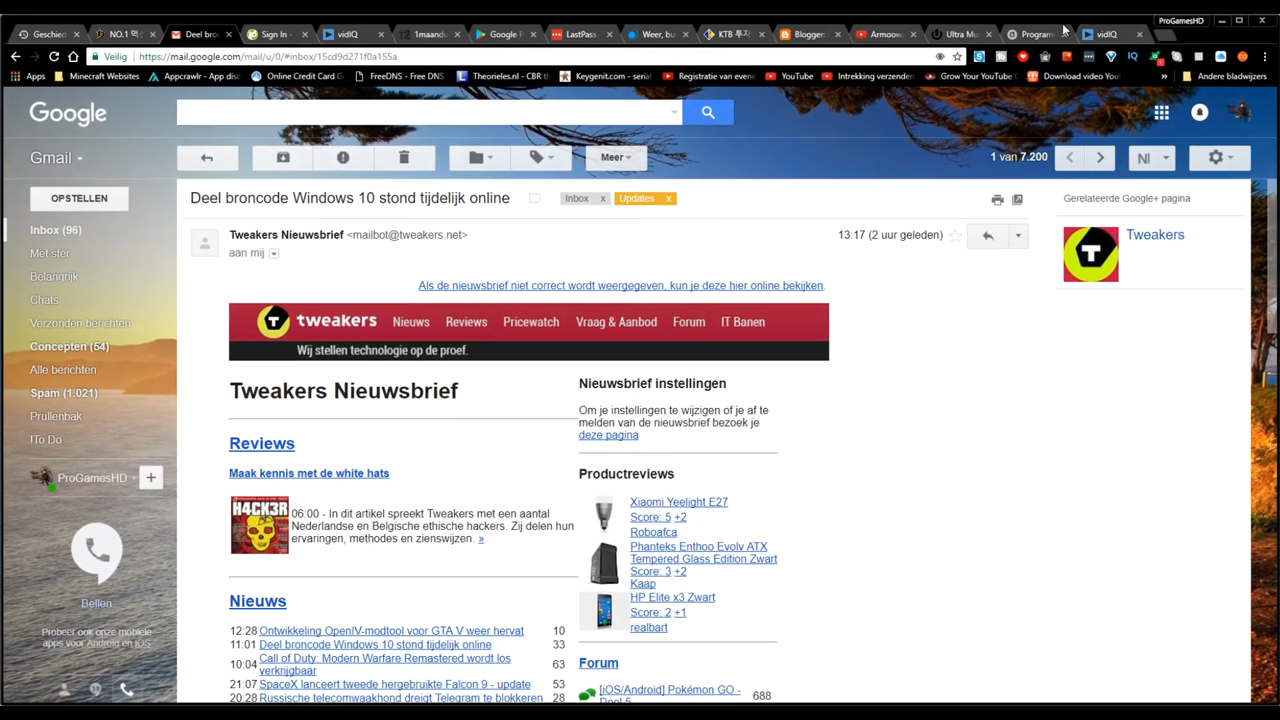 ProGamesHD
Geschied
NO.1 핵
Deel bro
Sign In -
vidIQ
1maandu
Google P
LastPass
Weer, bu
KTB 투자
Blogger:
Armoow
Ultra Mu
Program
vidIQ
Veilig https://mail.google.com/mail/u/0/#inbox/15cd9d271f0a155a
Apps Minecraft Websites Appcrawlr - App disc Online Credit Card G FreeDNS - Free DNS Theorieles.nl - CBR th Keygenit.com - serial Registratie van evene YouTube Intrekking verzenden Grow Your YouTube C Download video You » Andere bladwijzers
Google
Gmail
Meer
1 van 7.200
Nl
OPSTELLEN
Inbox (96)
Met ster
Belangrijk
Chats
Verzonden berichten
Concepten (54)
Alle berichten
Spam (1.021)
Prullenbak
ITo Do
ProGamesHD
Bellen
Probeer ook onze mobiele
apps voor Android en iOS
Deel broncode Windows 10 stond tijdelijk online Inbox x Updates x
Tweakers Nieuwsbrief <mailbot@tweakers.net> 13:17 (2 uur geleden)
aan mij
Als de nieuwsbrief niet correct wordt weergegeven, kun je deze hier online bekijken.
tweakers Nieuws Reviews Pricewatch Vraag & Aanbod Forum IT Banen
Wij stellen technologie op de proef.
Tweakers Nieuwsbrief
Reviews
Maak kennis met de white hats
H4CK3R
06:00 - In dit artikel spreekt Tweakers met een aantal
Nederlandse en Belgische ethische hackers. Zij delen hun
ervaringen, methodes en zienswijzen. »
Nieuws
12:28 Ontwikkeling OpenIV-modtool voor GTA V weer hervat 10
11:01 Deel broncode Windows 10 stond tijdelijk online 33
10:04 Call of Duty: Modern Warfare Remastered wordt los
verkrijgbaar 63
21:07 SpaceX lanceert tweede hergebruikte Falcon 9 - update 53
20:28 Russische telecomwaakhond dreigt Telegram te blokkeren 28
Nieuwsbrief instellingen
Om je instellingen te wijzigen of je af te
melden van de nieuwsbrief bezoek je
deze pagina
Productreviews
Xiaomi Yeelight E27
Score: 5 +2
Roboafca
Phanteks Enthoo Evolv ATX
Tempered Glass Edition Zwart
Score: 3 +2
Kaap
HP Elite x3 Zwart
Score: 2 +1
realbart
Forum
[iOS/Android] Pokémon GO -
Deel 5 688
Gerelateerde Google+ pagina
Tweakers